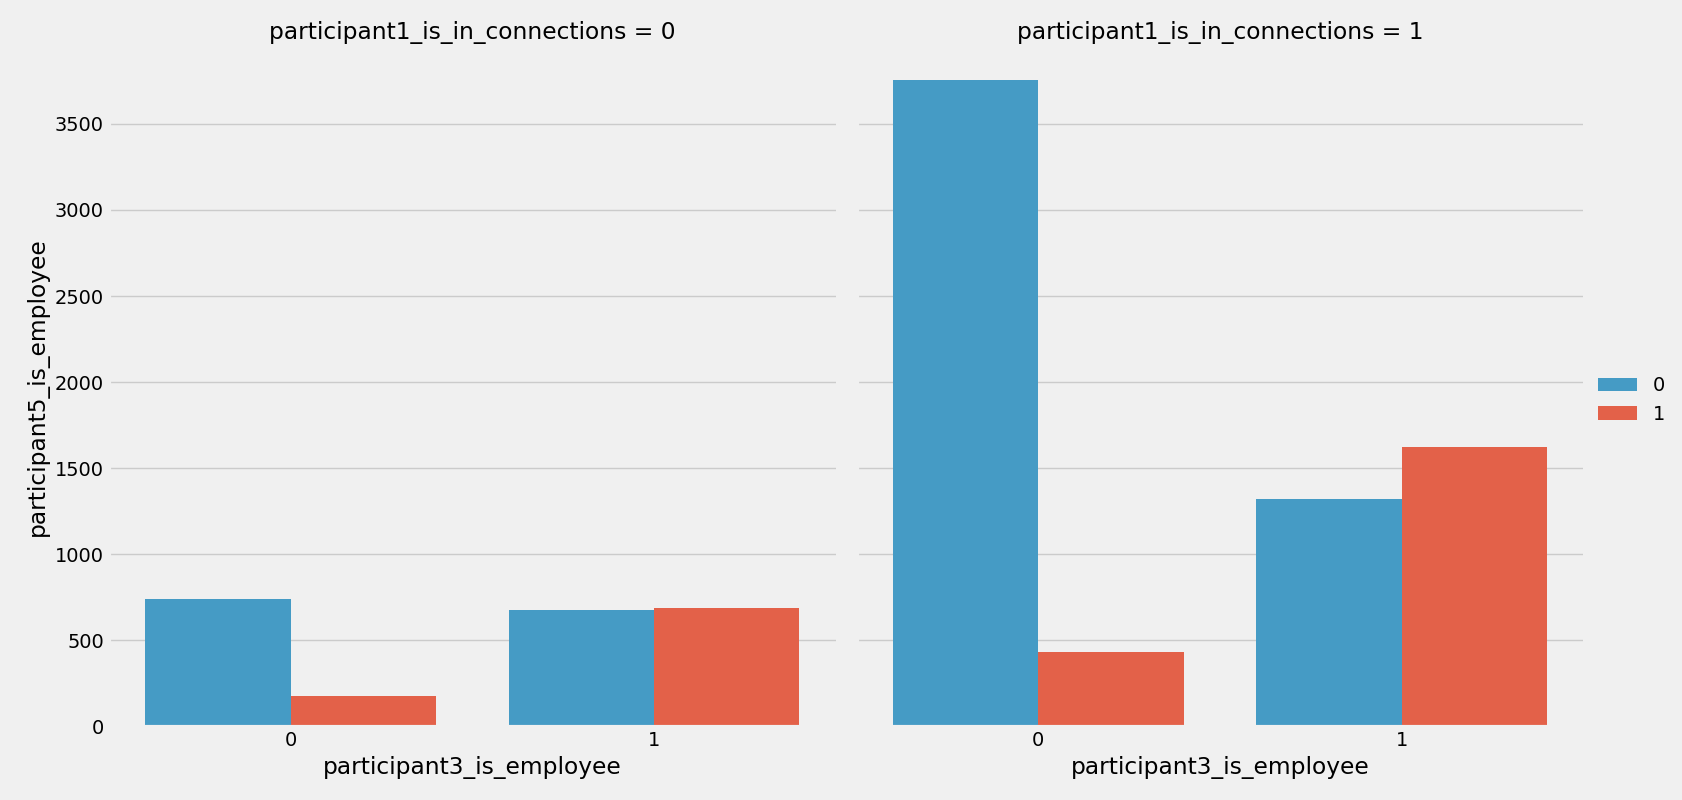 participant1_is_in_connections = 0
participant1_is_in_connections = 1
participant5_is_employee
3500
3000
2500
2000
1500
1000
500
0
0
1
0
1
participant3_is_employee
participant3_is_employee
0
1